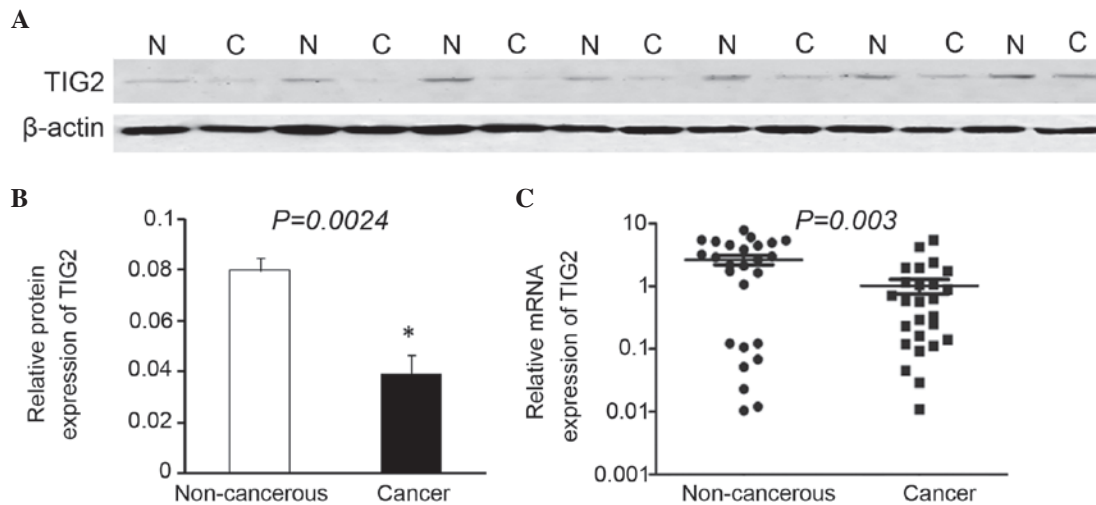 A
N C N C N C N C N C N C N C
TIG2
β-actin
B
Relative protein
expression of TIG2
0.1
0.08
0.06
0.04
0.02
0
P=0.0024
*
Non-cancerous Cancer
C
Relative mRNA
expression of TIG2
10
1
0.1
0.01
0.001
P=0.003
Non-cancerous Cancer